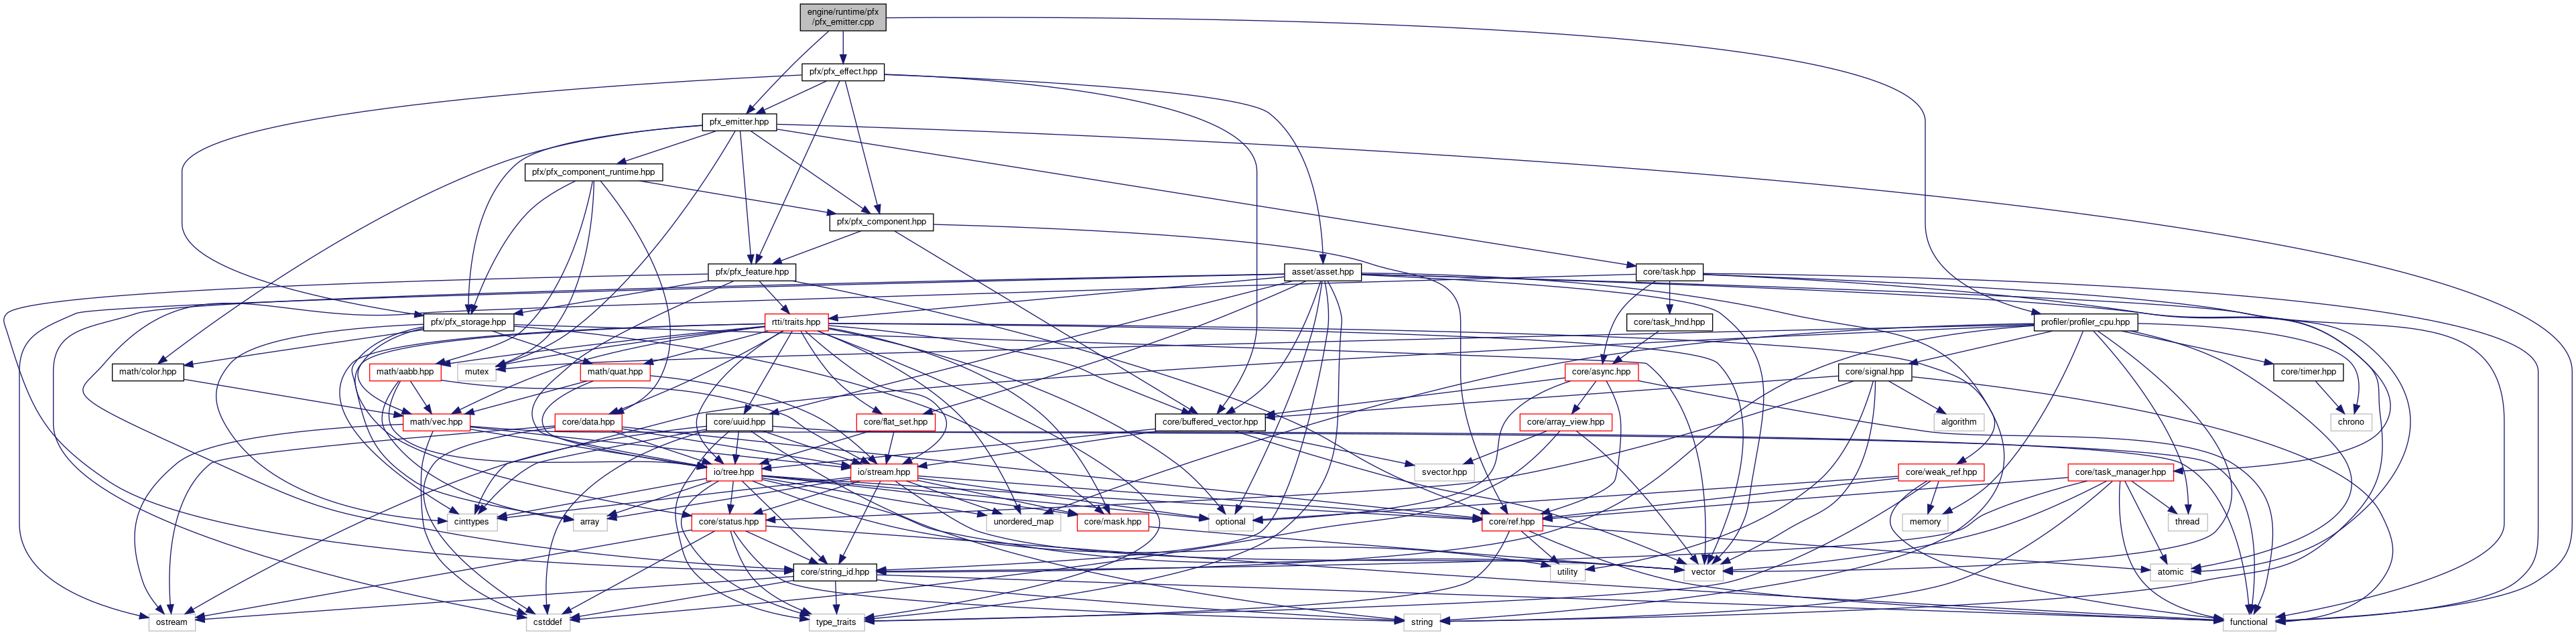 engine/runtime/pfx
/pfx_emitter.cpp
pfx/pfx_effect.hpp
pfx_emitter.hpp
pfx/pfx_component_runtime.hpp
pfx/pfx_component.hpp
pfx/pfx_feature.hpp
asset/asset.hpp
core/task.hpp
pfx/pfx_storage.hpp
rtti/traits.hpp
core/task_hnd.hpp
profiler/profiler_cpu.hpp
math/color.hpp
math/aabb.hpp
mutex
math/quat.hpp
core/async.hpp
core/signal.hpp
core/timer.hpp
math/vec.hpp
core/data.hpp
core/uuid.hpp
core/flat_set.hpp
core/buffered_vector.hpp
core/array_view.hpp
algorithm
chrono
io/tree.hpp
io/stream.hpp
svector.hpp
core/weak_ref.hpp
core/task_manager.hpp
cinttypes
array
core/status.hpp
unordered_map
core/mask.hpp
optional
core/ref.hpp
memory
thread
core/string_id.hpp
utility
vector
atomic
ostream
cstddef
type_traits
string
functional